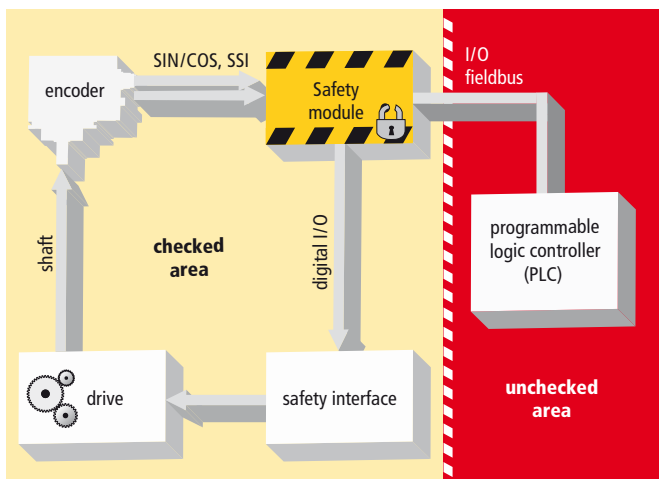 SIN/COS, SSI
I/O
fieldbus
encoder
Safety
module
shaft
checked
area
digital I/O
programmable
logic controller
(PLC)
drive
safety interface
unchecked
area